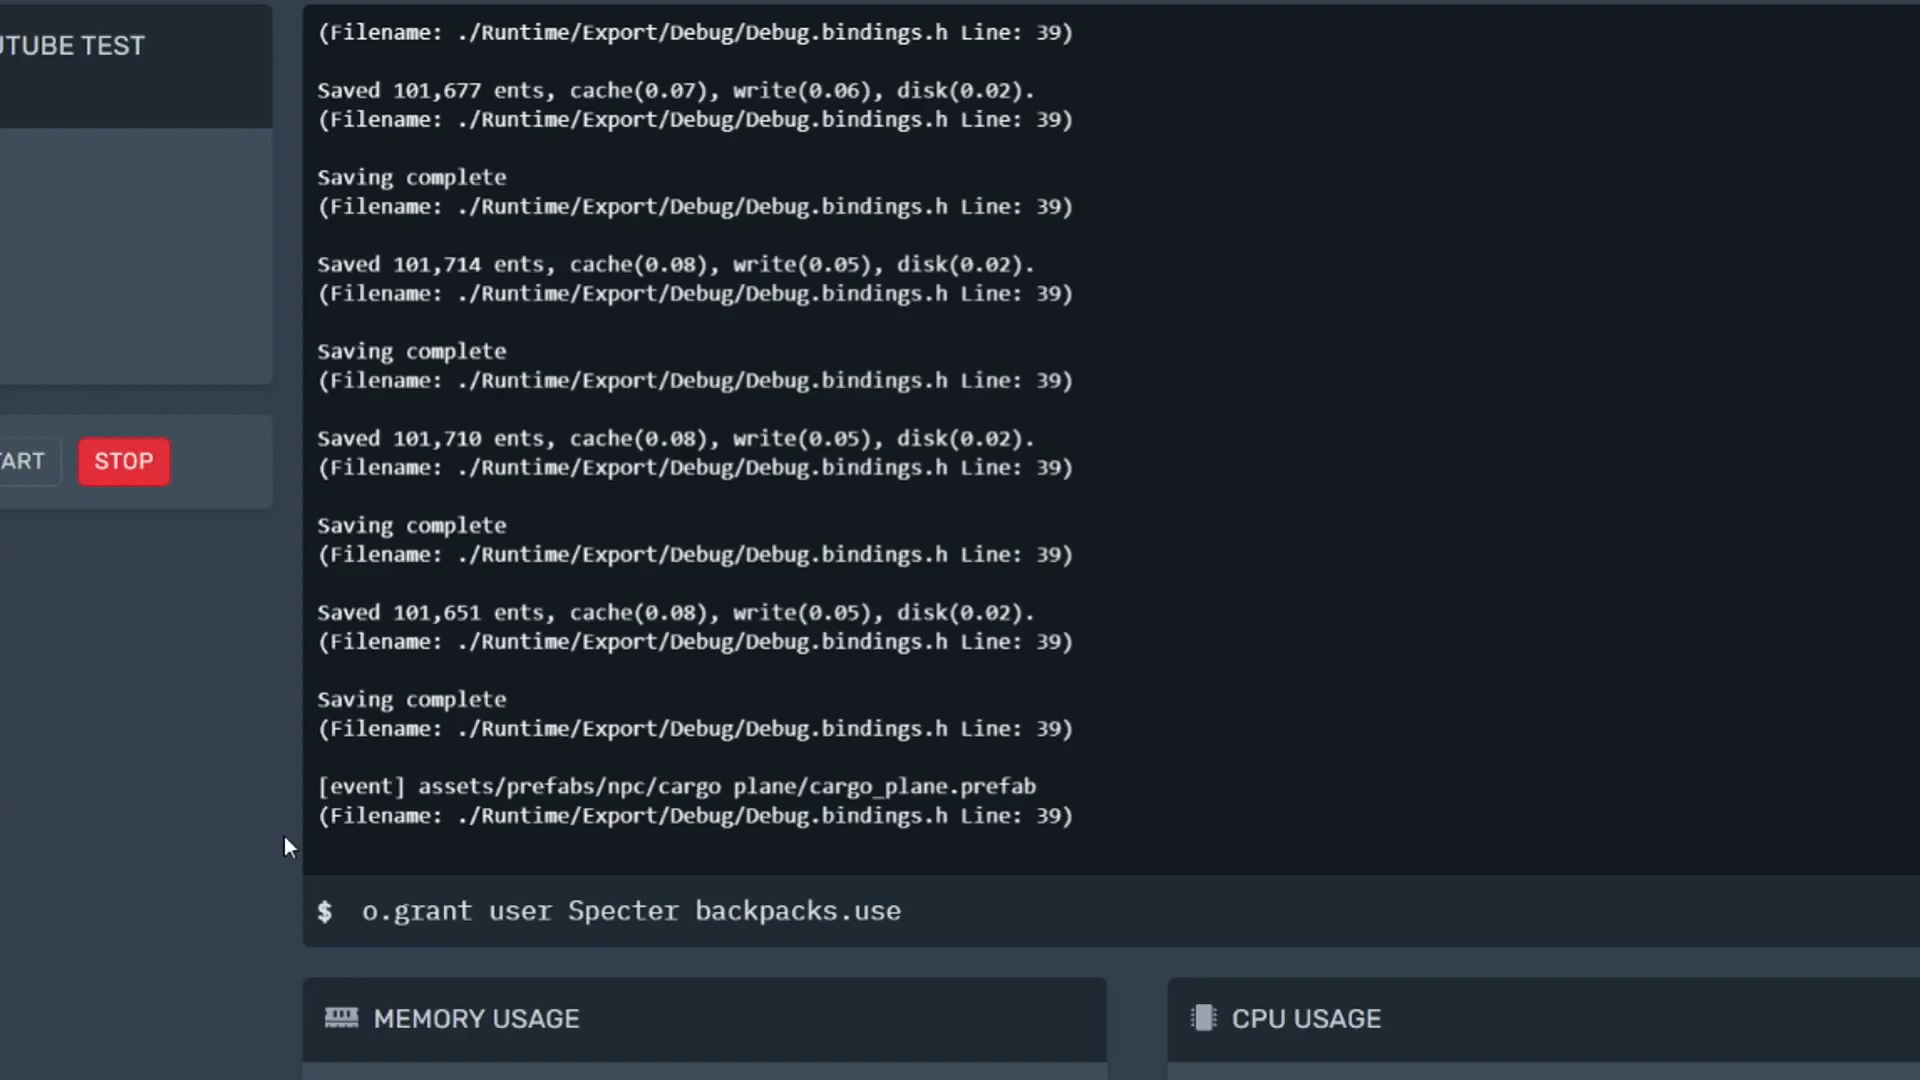 UTUBE TEST
TART
STOP
(Filename: ./Runtime/Export/Debug/Debug.bindings.h Line: 39)
Saved 101,677 ents, cache(0.07), write(0.06), disk(0.02).
(Filename: ./Runtime/Export/Debug/Debug.bindings.h Line: 39)
Saving complete
(Filename: ./Runtime/Export/Debug/Debug.bindings.h Line: 39)
Saved 101,714 ents, cache(0.08), write(0.05), disk(0.02).
(Filename: ./Runtime/Export/Debug/Debug.bindings.h Line: 39)
Saving complete
(Filename: ./Runtime/Export/Debug/Debug.bindings.h Line: 39)
Saved 101,710 ents, cache(0.08), write(0.05), disk(0.02).
(Filename: ./Runtime/Export/Debug/Debug.bindings.h Line: 39)
Saving complete
(Filename: ./Runtime/Export/Debug/Debug.bindings.h Line: 39)
Saved 101,651 ents, cache(0.08), write(0.05), disk(0.02).
(Filename: ./Runtime/Export/Debug/Debug.bindings.h Line: 39)
Saving complete
(Filename: ./Runtime/Export/Debug/Debug.bindings.h Line: 39)
[event] assets/prefabs/npc/cargo plane/cargo_plane.prefab
(Filename: ./Runtime/Export/Debug/Debug.bindings.h Line: 39)
$ o.grant user Specter backpacks.use
MEMORY USAGE
CPU USAGE